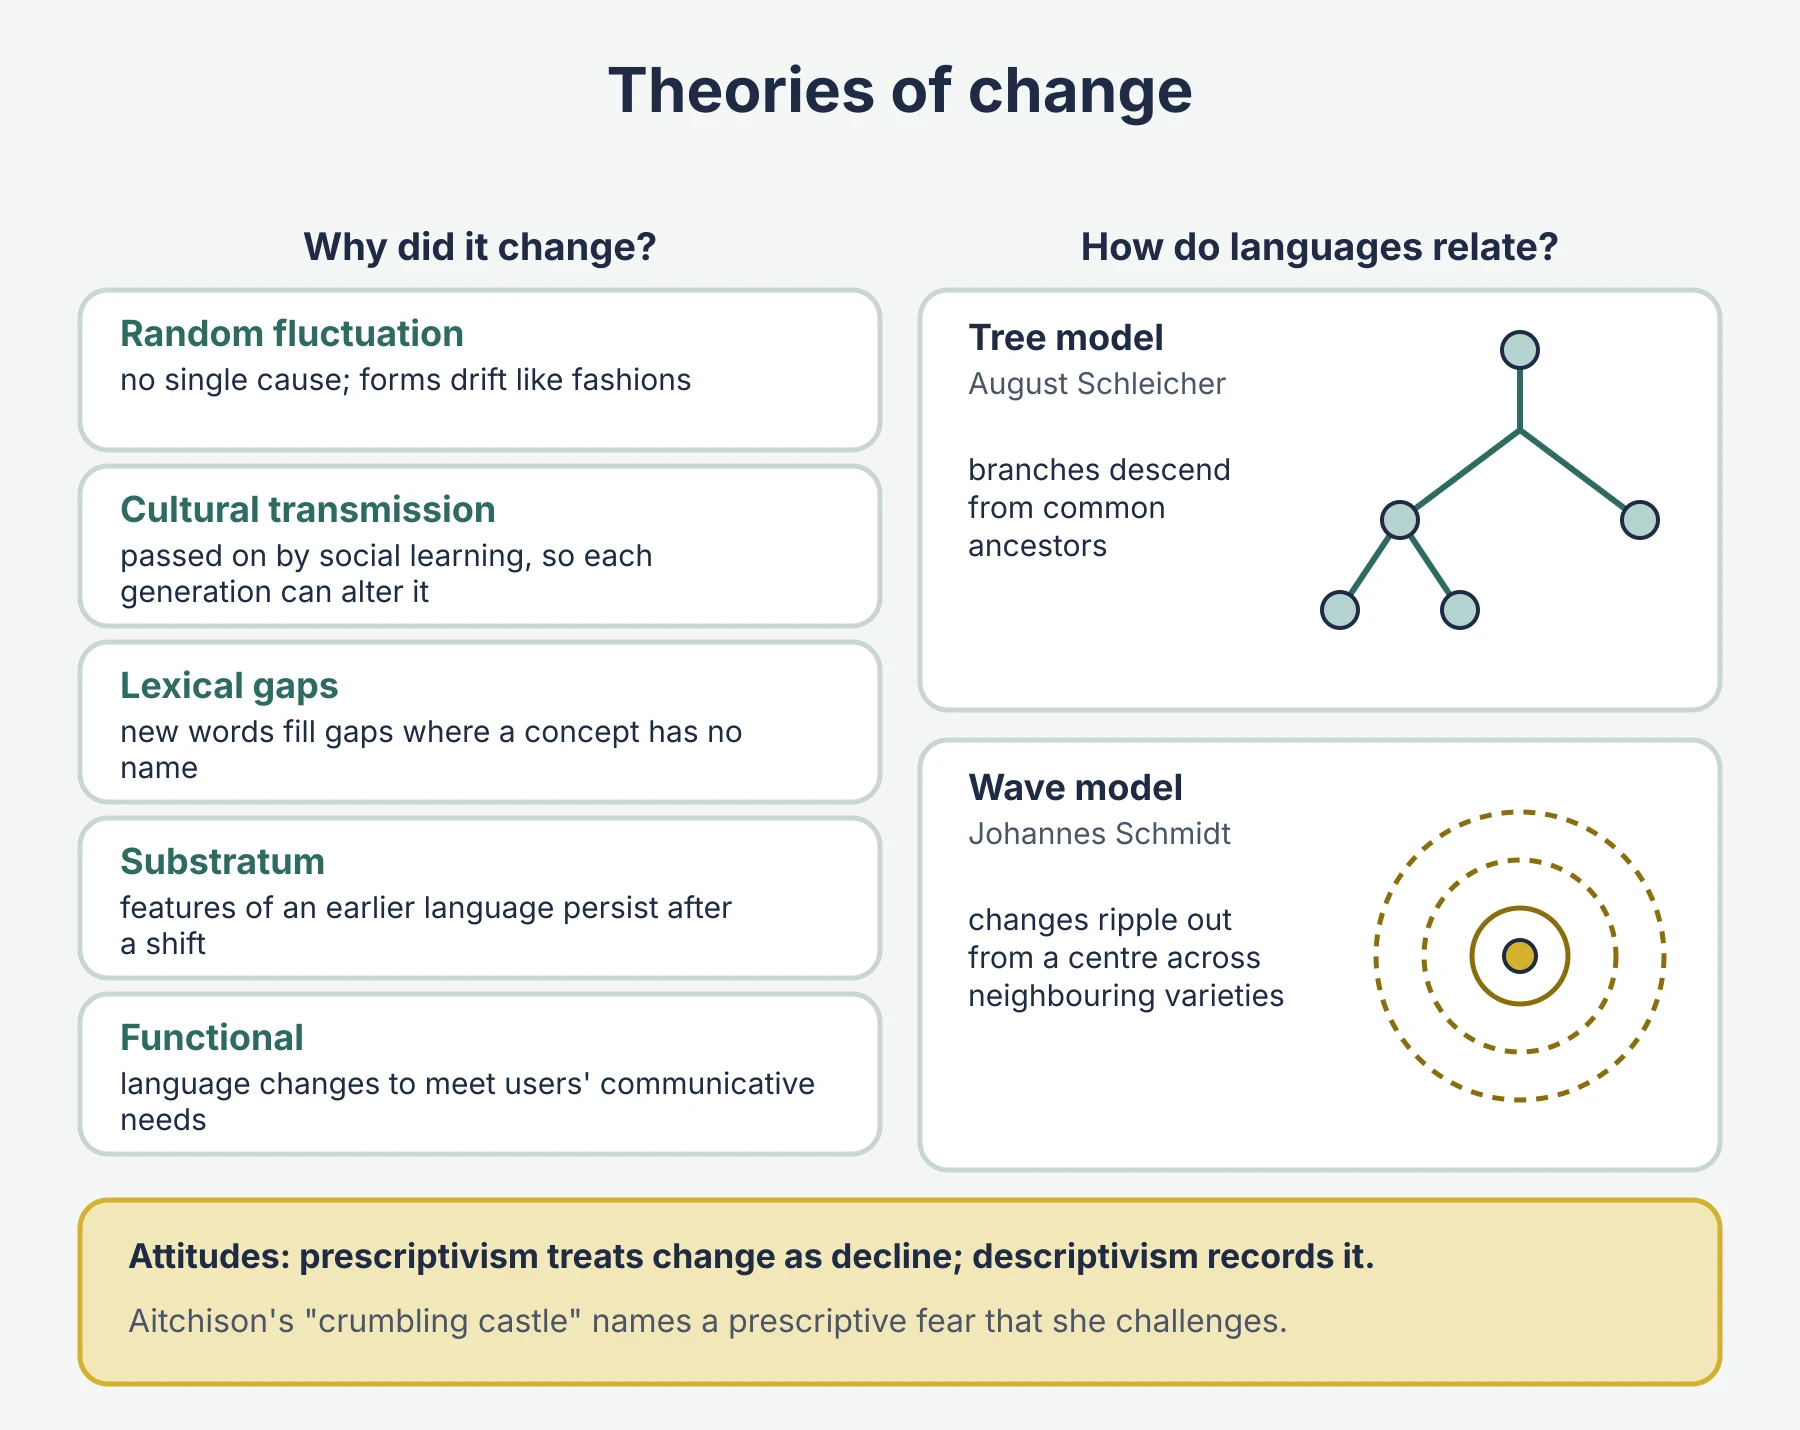 Theories of change
Why did it change?
Random fluctuation
no single cause; forms drift like fashions
Cultural transmission
passed on by social learning, so each
generation can alter it
Lexical gaps
new words fill gaps where a concept has no
name
Substratum
features of an earlier language persist after
a shift
Functional
language changes to meet users' communicative
needs
How do languages relate?
Tree model
August Schleicher
branches descend
from common
ancestors
Wave model
Johannes Schmidt
changes ripple out
from a centre across
neighbouring varieties
Attitudes: prescriptivism treats change as decline; descriptivism records it.
Aitchison's "crumbling castle" names a prescriptive fear that she challenges.